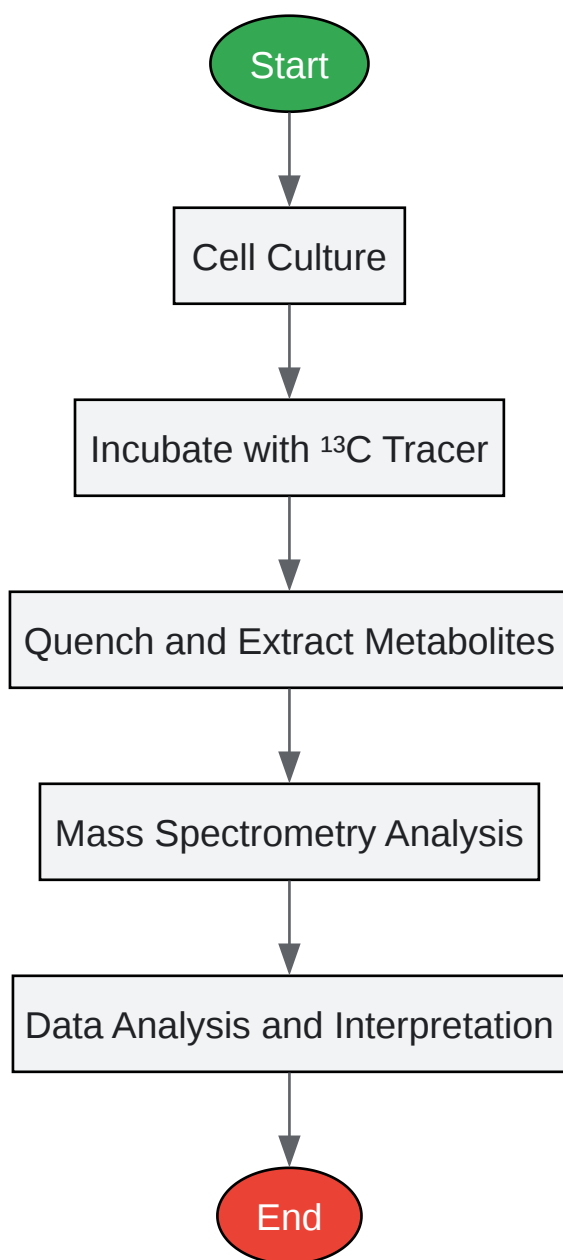 Start
Cell Culture
Incubate with ¹³C Tracer
Quench and Extract Metabolites
Mass Spectrometry Analysis
Data Analysis and Interpretation
End